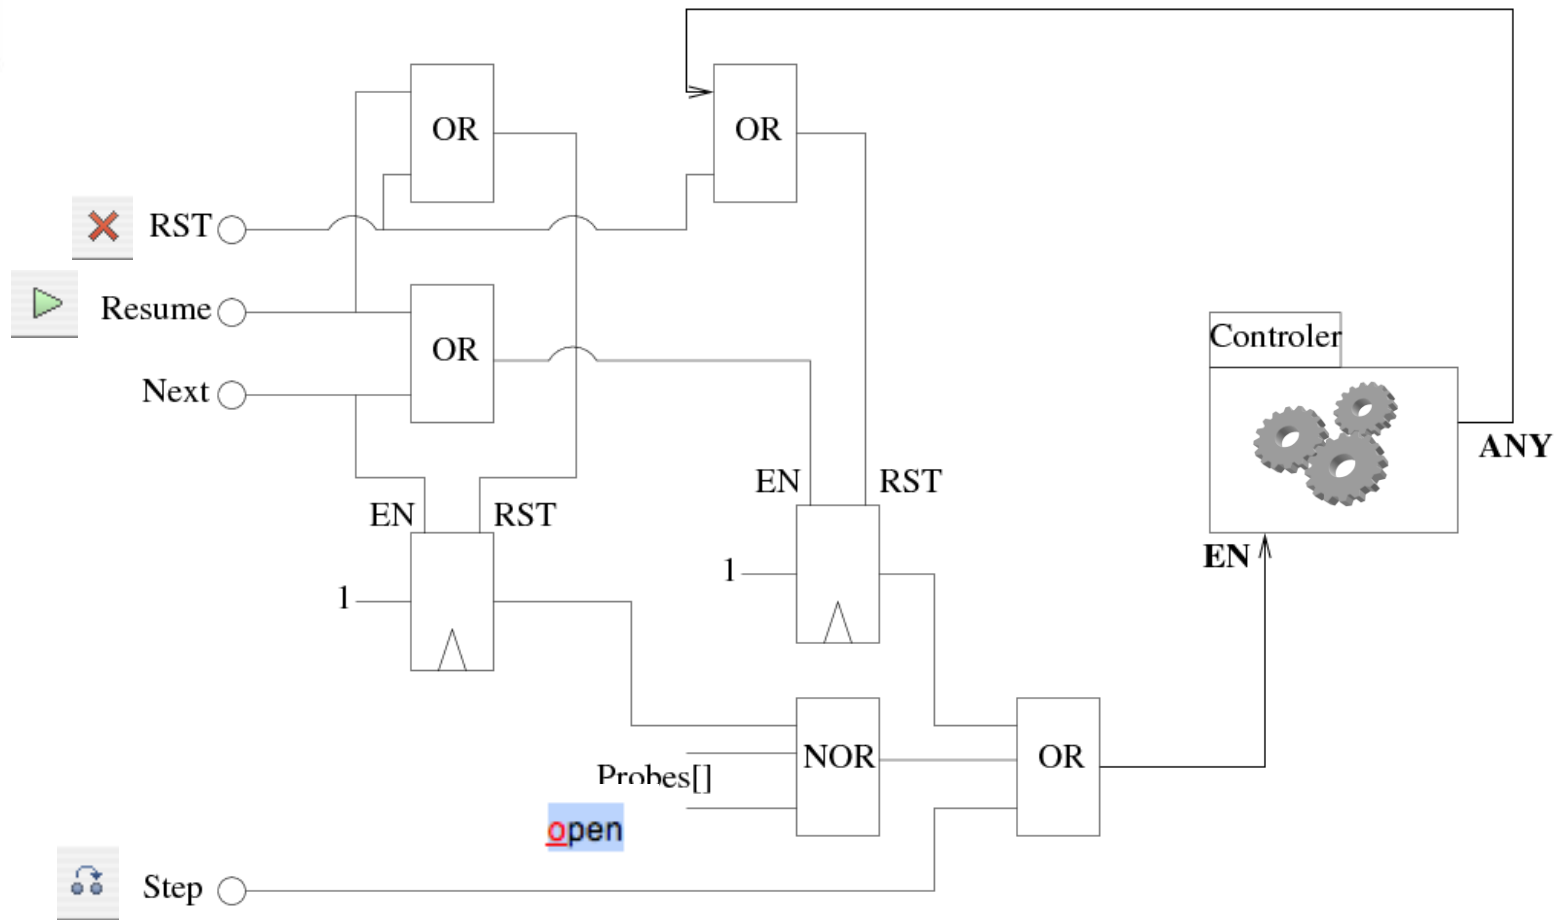 OR
OR
RST
Resume
OR
Next
Controler
ANY
EN
RST
EN
RST
EN
1
1
NOR
OR
Probes[]
open
Step